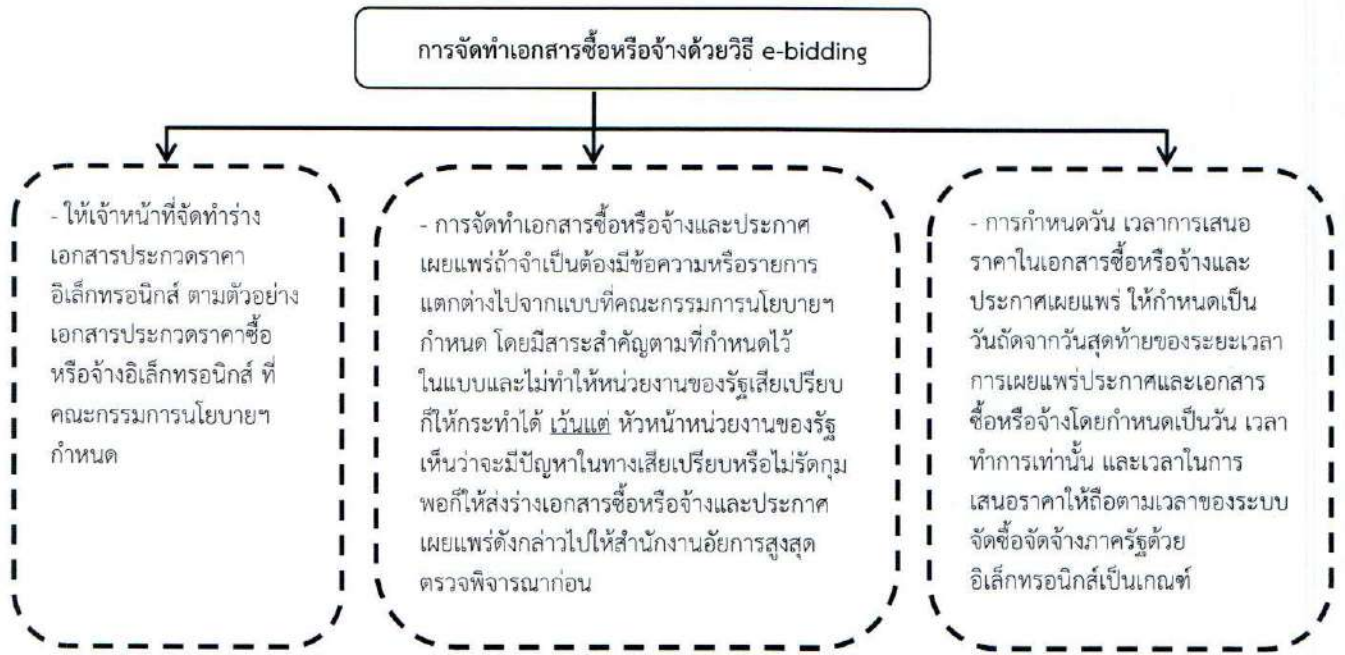 การจัดทำเอกสารซื้อหรือจ้างด้วยวิธี e-bidding
- ให้เจ้าหน้าที่จัดทำร่าง
เอกสารประกวดราคา
อิเล็กทรอนิกส์ ตามตัวอย่าง
เอกสารประกวดราคาซื้อ
หรือจ้างอิเล็กทรอนิกส์ ที่
คณะกรรมการนโยบายฯ
กำหนด
- การจัดทำเอกสารซื้อหรือจ้างและประกาศ
เผยแพร่ถ้าจำเป็นต้องมีข้อความหรือรายการ
แตกต่างไปจากแบบที่คณะกรรมการนโยบายฯ
กำหนด โดยมีสาระสำคัญตามที่กำหนดไว้
ในแบบและไม่ทำให้หน่วยงานของรัฐเสียเปรียบ
ก็ให้กระทำได้ เว้นแต่ หัวหน้าหน่วยงานของรัฐ
เห็นว่าจะมีปัญหาในทางเสียเปรียบหรือไม่รัดกุม
พอก็ให้ส่งร่างเอกสารซื้อหรือจ้างและประกาศ
เผยแพร่ดังกล่าวไปให้สำนักงานอัยการสูงสุด
ตรวจพิจารณาก่อน
- การกำหนดวัน เวลาการเสนอ
ราคาในเอกสารซื้อหรือจ้างและ
ประกาศเผยแพร่ ให้กำหนดเป็น
วันถัดจากวันสุดท้ายของระยะเวลา
การเผยแพร่ประกาศและเอกสาร
ซื้อหรือจ้างโดยกำหนดเป็นวัน เวลา
ทำการเท่านั้น และเวลาในการ
เสนอราคาให้ถือตามเวลาของระบบ
จัดซื้อจัดจ้างภาครัฐด้วย
อิเล็กทรอนิกส์เป็นเกณฑ์